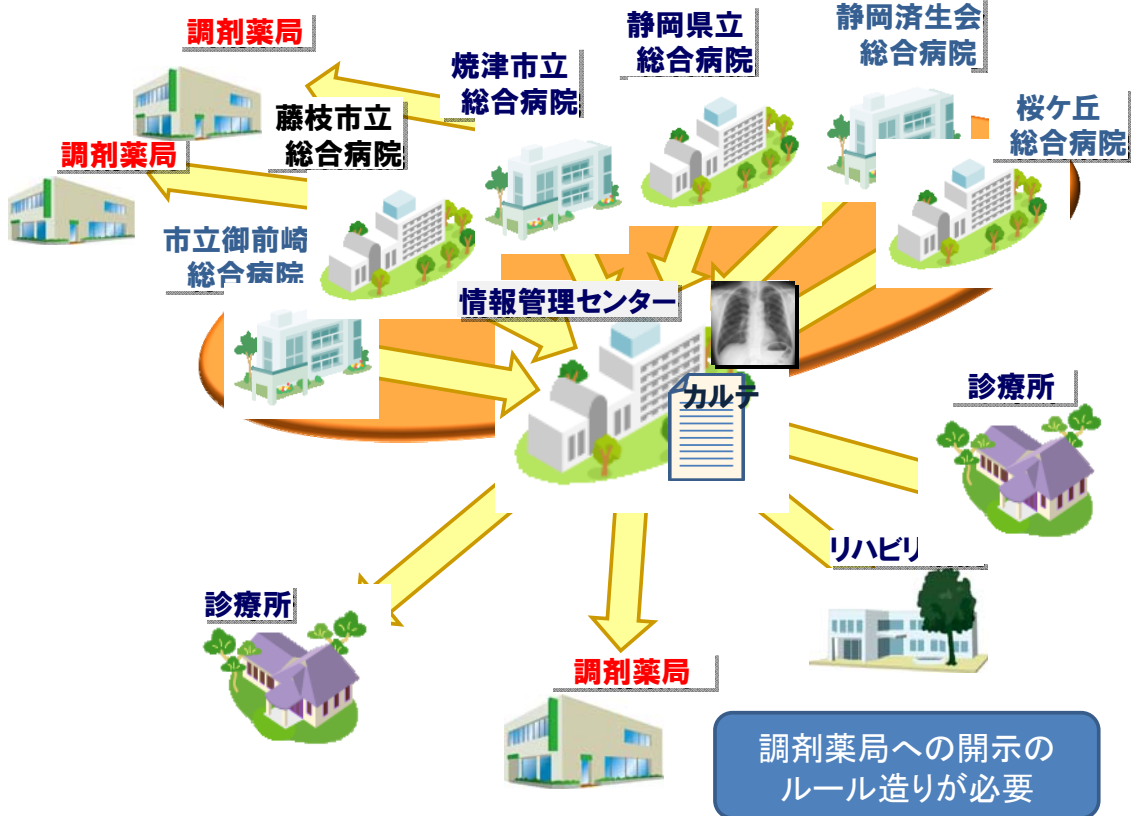 調剤薬局
焼津市立
総合病院
静岡県立
総合病院
静岡済生会
総合病院
桜ケ丘
総合病院
藤枝市立
総合病院
調剤薬局
市立御前崎
総合病院
情報管理センター
カルテ
診療所
リハビリ
診療所
調剤薬局
調剤薬局への開示の
ルール造りが必要